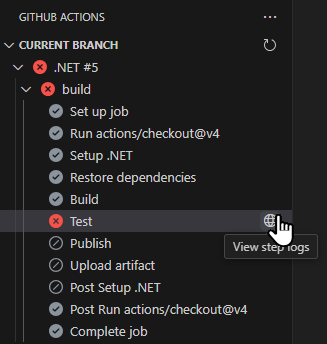 GITHUB ACTIONS
CURRENT BRANCH
.NET #5
build
Set up job
Run actions/checkout@v4
Setup .NET
Restore dependencies
Build
Test
Publish
View step logs
Upload artifact
Post Setup .NET
Post Run actions/checkout@v4
Complete job